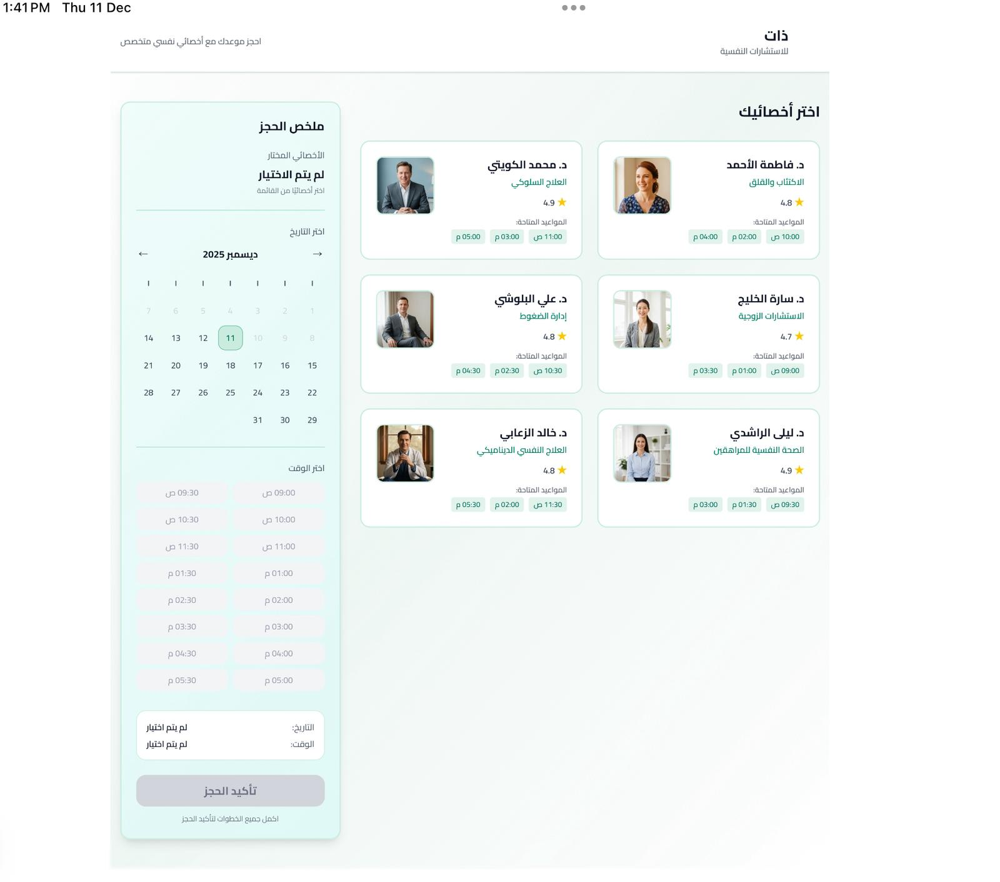 1:41 PM Thu 11 Dec
ذات
للاستشارات النفسية
احجز موعدك مع أخصائي نفسي متخصص
اختر أخصائيك
د. فاطمة الأحمد
الاكتئاب والقلق
4.8
المواعيد المتاحة:
10:00 ص 02:00 م 04:00 م
د. محمد الكويتي
العلاج السلوكي
4.9
المواعيد المتاحة:
11:00 ص 03:00 م 05:00 م
د. سارة الخليج
الاستشارات الزوجية
4.7
المواعيد المتاحة:
09:00 ص 01:00 م 03:30 م
د. علي البلوشي
إدارة الضغوط
4.8
المواعيد المتاحة:
10:30 ص 02:30 م 04:30 م
د. ليلى الراشدي
الصحة النفسية للمراهقين
4.9
المواعيد المتاحة:
09:30 ص 01:30 م 03:00 م
د. خالد الزعابي
العلاج النفسي الديناميكي
4.8
المواعيد المتاحة:
11:30 ص 02:00 م 05:30 م
ملخص الحجز
الأخصائي المختار
لم يتم الاختيار
اختر أخصائيًا من القائمة
اختر التاريخ
→ ديسمبر 2025 ←
ا ا ا ا ا ا ا
1 2 3 4 5 6 7
8 9 10 11 12 13 14
15 16 17 18 19 20 21
22 23 24 25 26 27 28
29 30 31
اختر الوقت
09:00 ص 09:30 ص
10:00 ص 10:30 ص
11:00 ص 11:30 ص
01:00 م 01:30 م
02:00 م 02:30 م
03:00 م 03:30 م
04:00 م 04:30 م
05:00 م 05:30 م
التاريخ: لم يتم اختيار
الوقت: لم يتم اختيار
تأكيد الحجز
اكمل جميع الخطوات لتأكيد الحجز